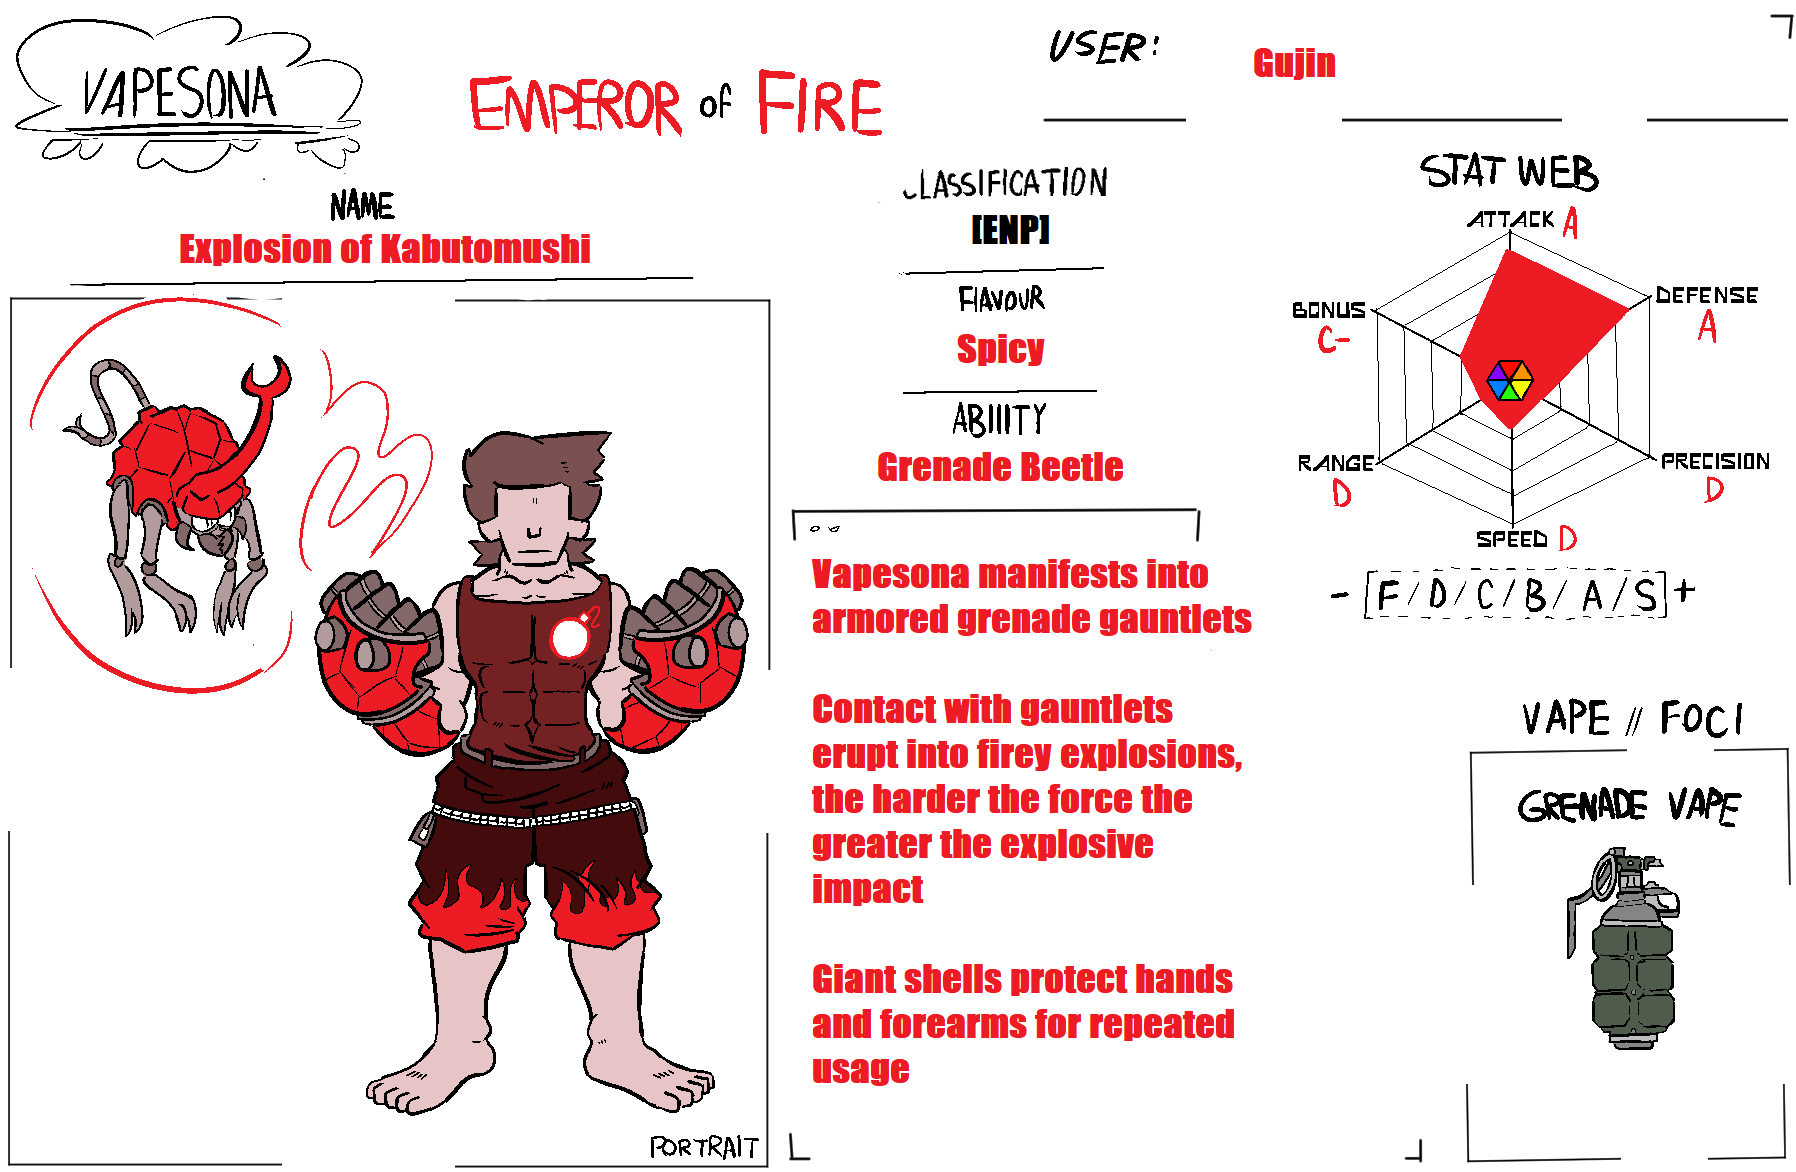 VAPESONA
EMPEROR of FIRE
USER:
Gujin
NAME
Explosion of Kabutomushi
CLASSIFICATION
[ENP]
FlAVOUR
Spicy
ABIlITY
Grenade Beetle
Vapesona manifests into
armored grenade gauntlets
Contact with gauntlets
erupt into firey explosions,
the harder the force the
greater the explosive
impact
Giant shells protect hands
and forearms for repeated
usage
PORTRAIT
STAT WEB
ATTACK A
DEFENSE
A
PRECISION
D
SPEED D
RANGE
D
BONUS
C-
- [F/D/C/B/A/S] +
VAPE // FOCI
GRENADE VAPE